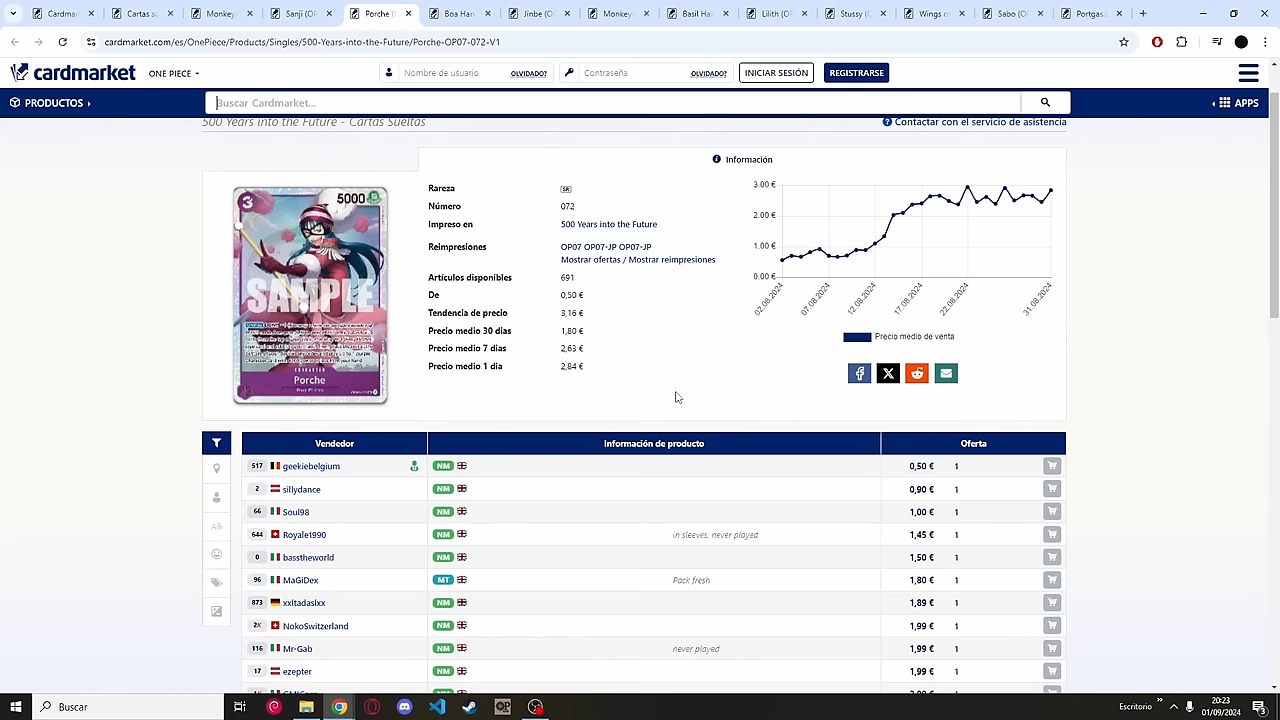 Cardmark
Cartas su
Monkey
Sanji (OP
Porche (
Boa Han
Jinbe (OP
Monkey
Basil
Lilith (O
Stussy (
Wings o
Sabo (O
Portgas
cardmarket.com/es/OnePiece/Products/Singles/500-Years-into-the-Future/Porche-OP07-072-V1
cardmarket
ONE PIECE
Nombre de usuario
OLVIDADO?
Contraseña
OLVIDADO?
INICIAR SESIÓN
REGISTRARSE
PRODUCTOS
Buscar Cardmarket...
APPS
500 Years into the Future - Cartas Sueltas
Contactar con el servicio de asistencia
Información
3
5000
SAMPLE
Porche
Rareza SR
Número 072
Impreso en 500 Years into the Future
Reimpresiones OP07 OP07-JP OP07-JP
Mostrar ofertas / Mostrar reimpresiones
Artículos disponibles 691
De 0,50 €
Tendencia de precio 3,16 €
Precio medio 30 días 1,80 €
Precio medio 7 días 2,63 €
Precio medio 1 día 2,84 €
3.00 €
2.00 €
1.00 €
0.00 €
02.08.2024
07.08.2024
12.08.2024
17.08.2024
22.08.2024
31.08.2024
Precio medio de venta
Vendedor Información de producto Oferta
517 geekiebelgium NM 0,50 € 1
2 sillydance NM 0,90 € 1
66 Soul98 NM 1,00 € 1
644 Royale1990 NM in sleeves, never played 1,45 € 1
0 basstheworld NM 1,50 € 1
96 MaGiDex MT Pack fresh 1,80 € 1
873 xxitadasixx NM 1,89 € 1
2K NokoSwitzerland NM 1,99 € 1
116 Mr-Gab NM never played 1,99 € 1
17 ezepter NM 1,99 € 1
Buscar
Escritorio
20:23
01/09/2024